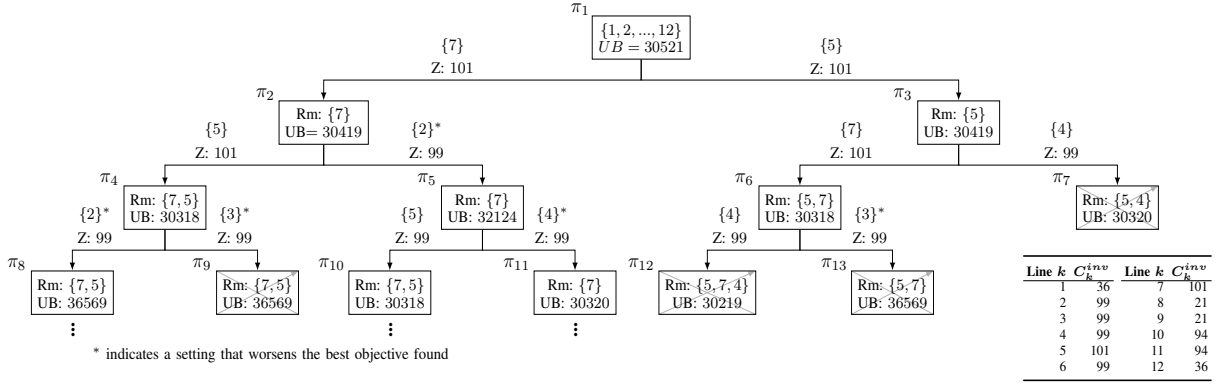 π1
{1, 2, ..., 12}
UB = 30521
{7}
Z: 101
{5}
Z: 101
π2
Rm: {7}
UB= 30419
π3
Rm: {5}
UB: 30419
{5}
Z: 101
{2}*
Z: 99
{7}
Z: 101
{4}
Z: 99
π4
Rm: {7, 5}
UB: 30318
π5
Rm: {7}
UB: 32124
π6
Rm: {5, 7}
UB: 30318
π7
Rm: {5, 4}
UB: 30320
{2}*
Z: 99
{3}*
Z: 99
{5}
Z: 99
{4}*
Z: 99
{4}
Z: 99
{3}*
Z: 99
π8
Rm: {7, 5}
UB: 36569
π9
Rm: {7, 5}
UB: 36569
π10
Rm: {7, 5}
UB: 30318
π11
Rm: {7}
UB: 30320
π12
Rm: {5, 7, 4}
UB: 30219
π13
Rm: {5, 7}
UB: 36569
* indicates a setting that worsens the best objective found
Line k C_k^inv Line k C_k^inv
1 36 7 101
2 99 8 21
3 99 9 21
4 99 10 94
5 101 11 94
6 99 12 36